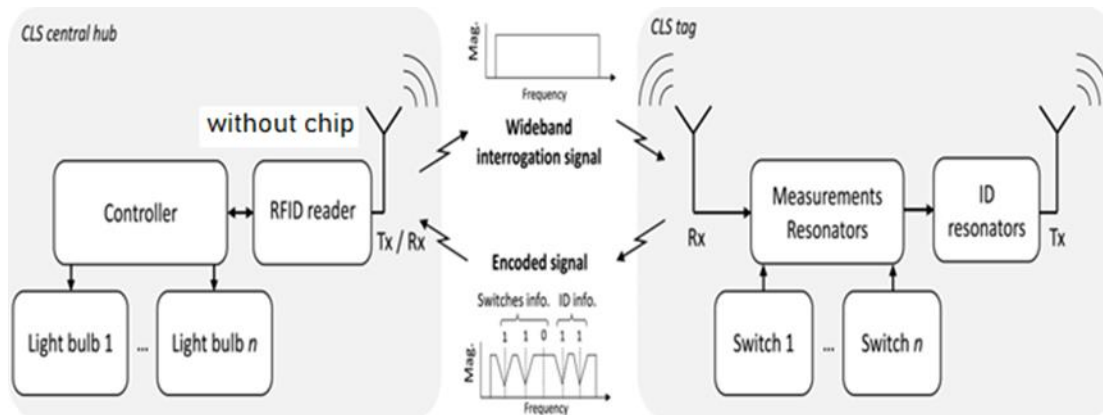 CLS central hub
without chip
Controller
RFID reader
Tx / Rx
Light bulb 1
...
Light bulb n
Mag.
Frequency
Wideband
interrogation signal
Encoded signal
Switches info. ID info.
1 1 0 1 1
Mag.
Frequency
CLS tag
Rx
Measurements
Resonators
ID
resonators
Tx
Switch 1
...
Switch n